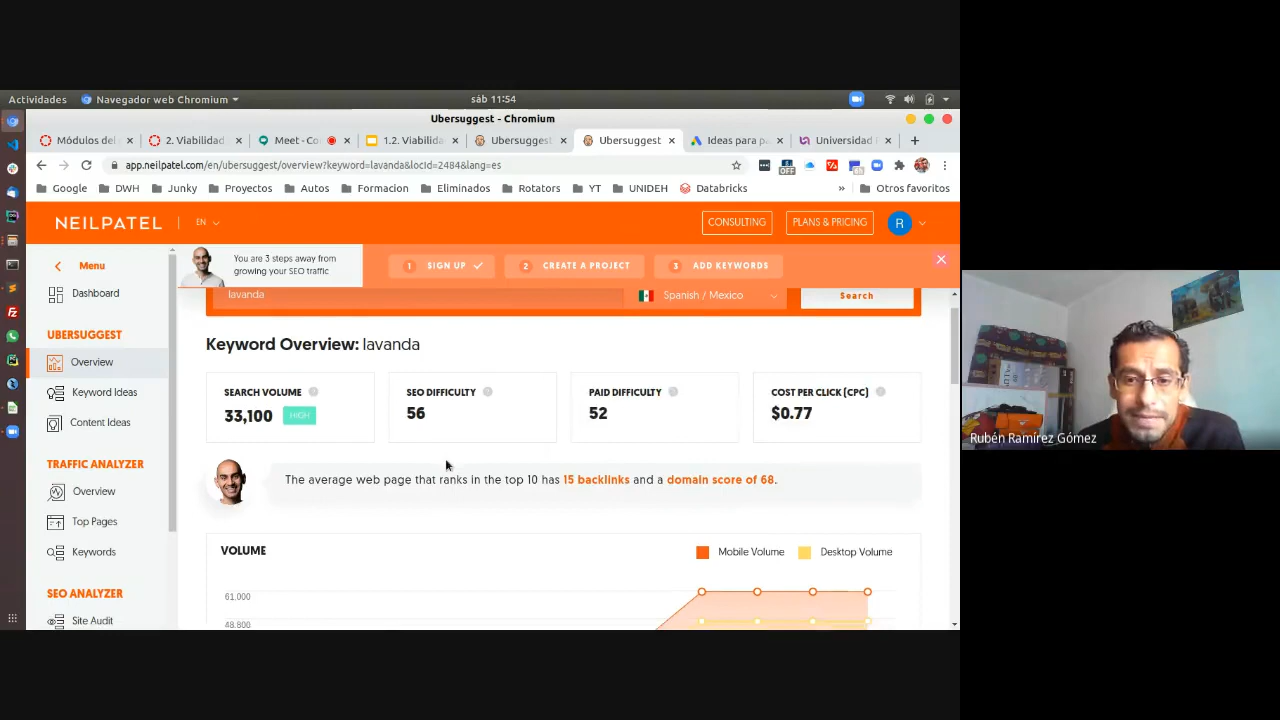 Actividades
Navegador web Chromium
sáb 11:54
Ubersuggest - Chromium
Módulos del
2. Viabilidad
Meet - Co
1.2. Viabilida
Ubersuggest
Ubersuggest
Ideas para pa
Universidad
app.neilpatel.com/en/ubersuggest/overview?keyword=lavanda&locId=2484&lang=es
OFF
Google
DWH
Junky
Proyectos
Autos
Formacion
Eliminados
Rotators
YT
UNIDEH
Databricks
»
Otros favoritos
NEILPATEL
EN
CONSULTING
PLANS & PRICING
R
Menu
You are 3 steps away from
growing your SEO traffic
1 SIGN UP
2 CREATE A PROJECT
3 ADD KEYWORDS
Dashboard
lavanda
Spanish / Mexico
Search
UBERSUGGEST
Overview
Keyword Ideas
Content Ideas
TRAFFIC ANALYZER
Overview
Top Pages
Keywords
SEO ANALYZER
Site Audit
Keyword Overview: lavanda
SEARCH VOLUME ?
33,100 HIGH
SEO DIFFICULTY ?
56
PAID DIFFICULTY ?
52
COST PER CLICK (CPC) ?
$0.77
The average web page that ranks in the top 10 has 15 backlinks and a domain score of 68.
VOLUME
Mobile Volume
Desktop Volume
61,000
48,800
Rubén Ramírez Gómez